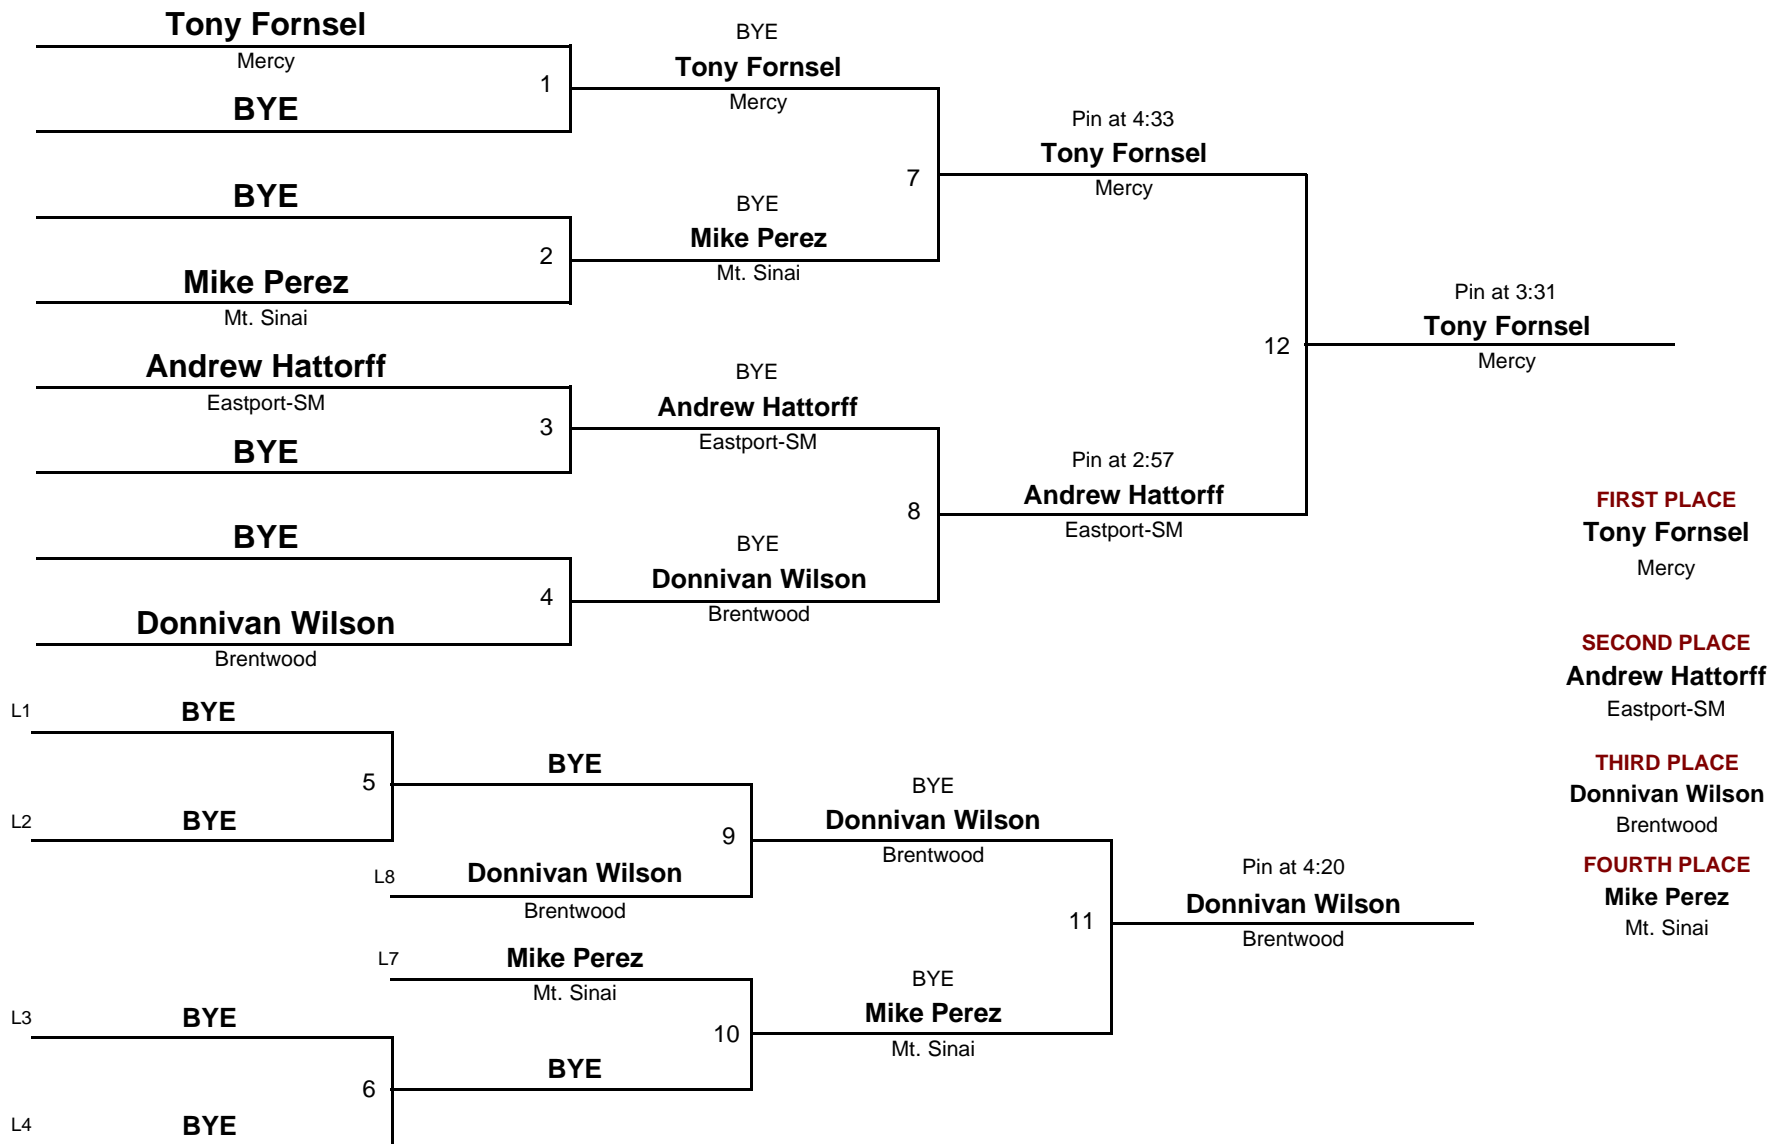 Tony Fornsel
Mercy
1
BYE
BYE
Tony Fornsel
Mercy
BYE
2
Mike Perez
Mt. Sinai
BYE
Mike Perez
Mt. Sinai
7
Pin at 4:33
Tony Fornsel
Mercy
Andrew Hattorff
Eastport-SM
3
BYE
BYE
Andrew Hattorff
Eastport-SM
BYE
4
Donnivan Wilson
Brentwood
BYE
Donnivan Wilson
Brentwood
8
Pin at 2:57
Andrew Hattorff
Eastport-SM
12
Pin at 3:31
Tony Fornsel
Mercy
FIRST PLACE
Tony Fornsel
Mercy
SECOND PLACE
Andrew Hattorff
Eastport-SM
THIRD PLACE
Donnivan Wilson
Brentwood
FOURTH PLACE
Mike Perez
Mt. Sinai
L1 BYE
5
L2 BYE
BYE
9
L8 Donnivan Wilson
Brentwood
BYE
Donnivan Wilson
Brentwood
L7 Mike Perez
Mt. Sinai
10
L3 BYE
6
L4 BYE
BYE
BYE
Mike Perez
Mt. Sinai
11
Pin at 4:20
Donnivan Wilson
Brentwood